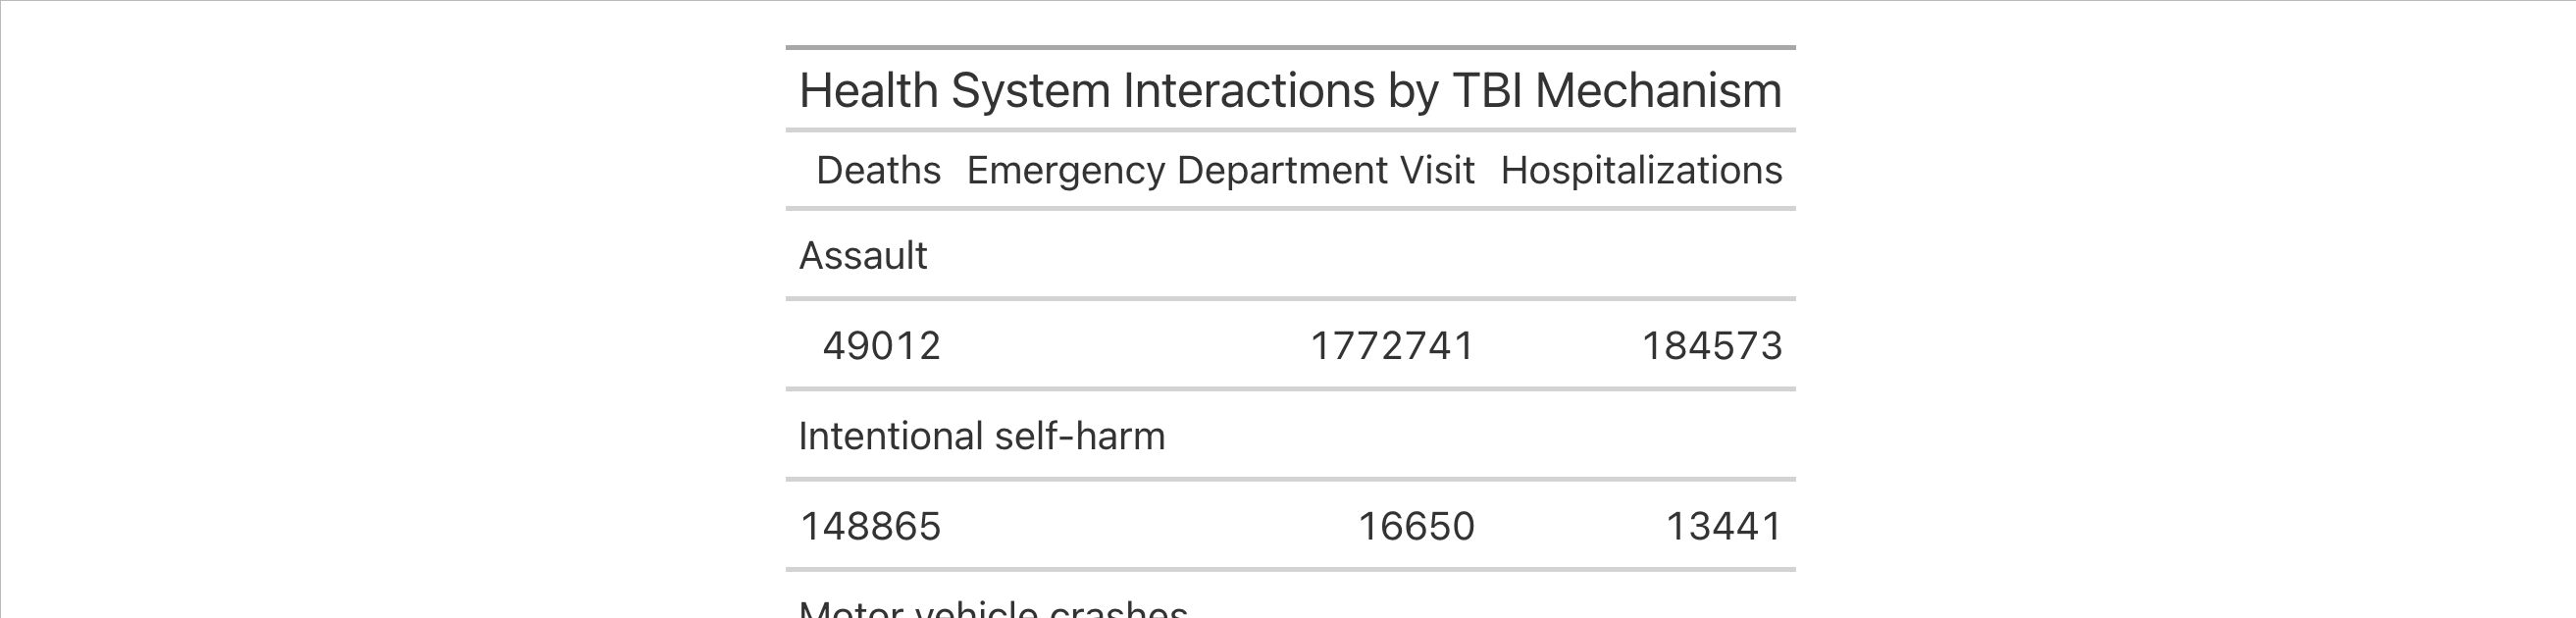 Health System Interactions by TBI Mechanism
Deaths Emergency Department Visit Hospitalizations
Assault
49012 1772741 184573
Intentional self-harm
148865 16650 13441
Motor vehicle crashes